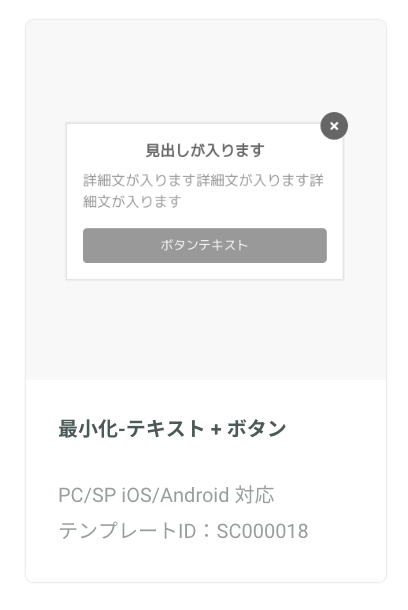 見出しが入ります
詳細文が入ります詳細文が入ります詳
細文が入ります
ボタンテキスト
最小化-テキスト + ボタン
PC/SP iOS/Android 対応
テンプレートID：SC000018